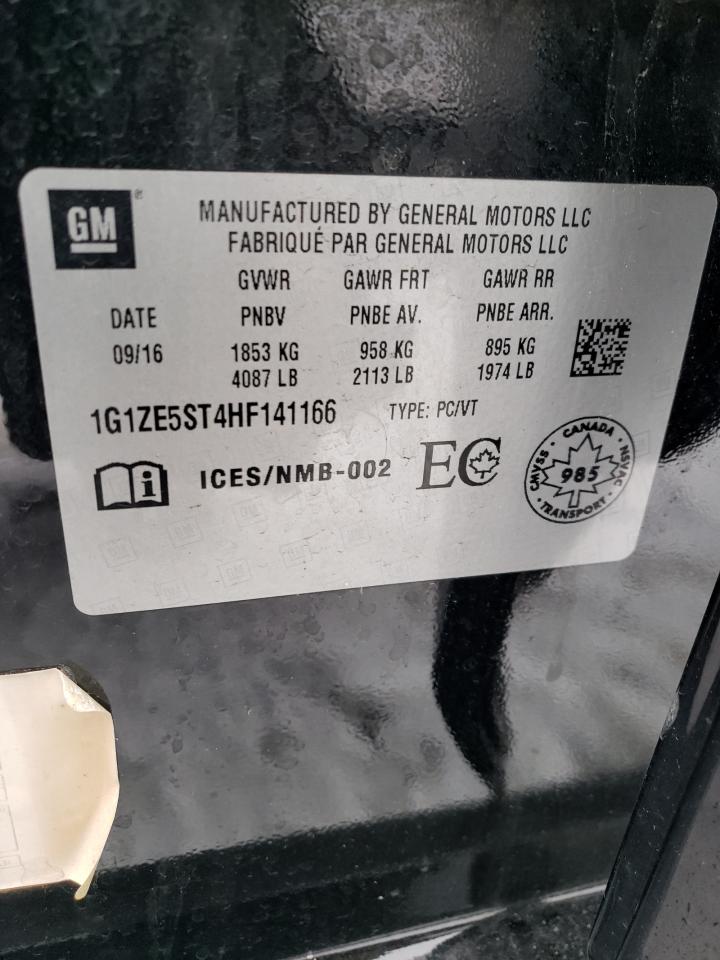 GM
MANUFACTURED BY GENERAL MOTORS LLC
FABRIQUÉ PAR GENERAL MOTORS LLC
GVWR GAWR FRT GAWR RR
DATE PNBV PNBE AV. PNBE ARR.
09/16 1853 KG 958 KG 895 KG
4087 LB 2113 LB 1974 LB
1G1ZE5ST4HF141166 TYPE: PC/VT
i ICES/NMB-002 EC
CMVSS · CANADA · NSVAC
985
· TRANSPORT ·